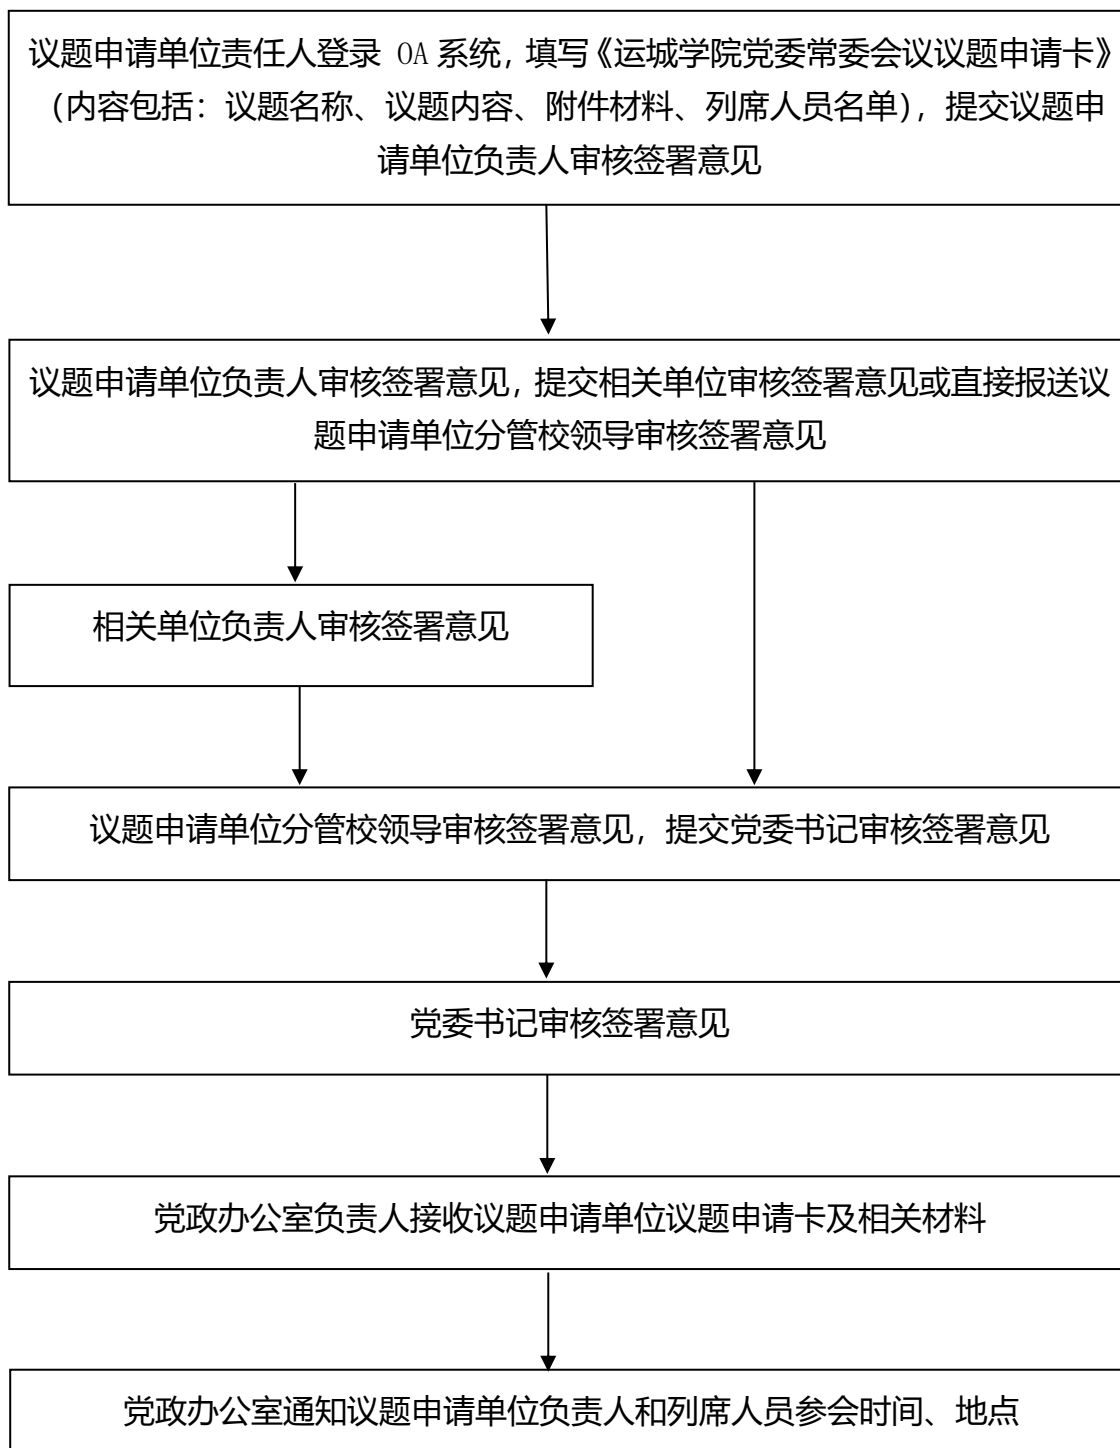 议题申请单位责任人登录 OA 系统，填写《运城学院党委常委会议议题申请卡》
（内容包括：议题名称、议题内容、附件材料、列席人员名单），提交议题申
请单位负责人审核签署意见
议题申请单位负责人审核签署意见，提交相关单位审核签署意见或直接报送议
题申请单位分管校领导审核签署意见
相关单位负责人审核签署意见
议题申请单位分管校领导审核签署意见，提交党委书记审核签署意见
党委书记审核签署意见
党政办公室负责人接收议题申请单位议题申请卡及相关材料
党政办公室通知议题申请单位负责人和列席人员参会时间、地点